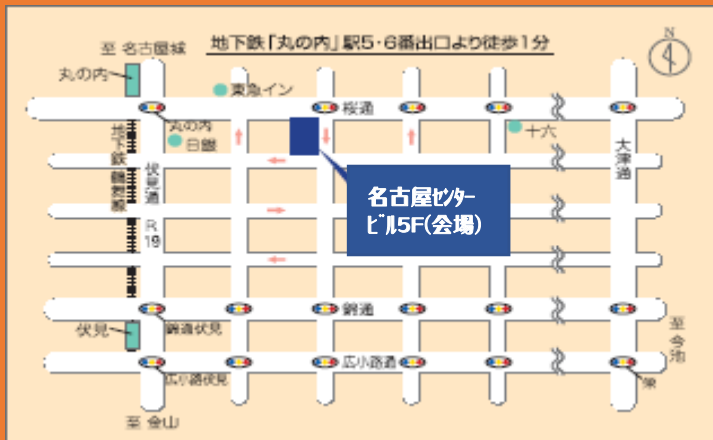 地下鉄「丸の内」駅5・6番出口より徒歩1分
至 名古屋城
N
丸の内
東急イン
桜通
丸の内
日銀
十六
地下鉄 鶴舞線
伏見通
R19
大津通
名古屋センター
ビル5F(会場)
錦通
伏見
錦通伏見
至 今池
広小路通
広小路伏見
栄
至 金山